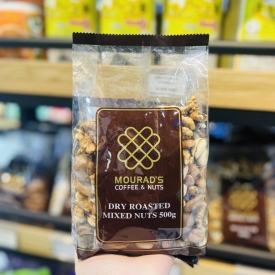 MOURAD'S
COFFEE & NUTS
DRY ROASTED
MIXED NUTS 500g